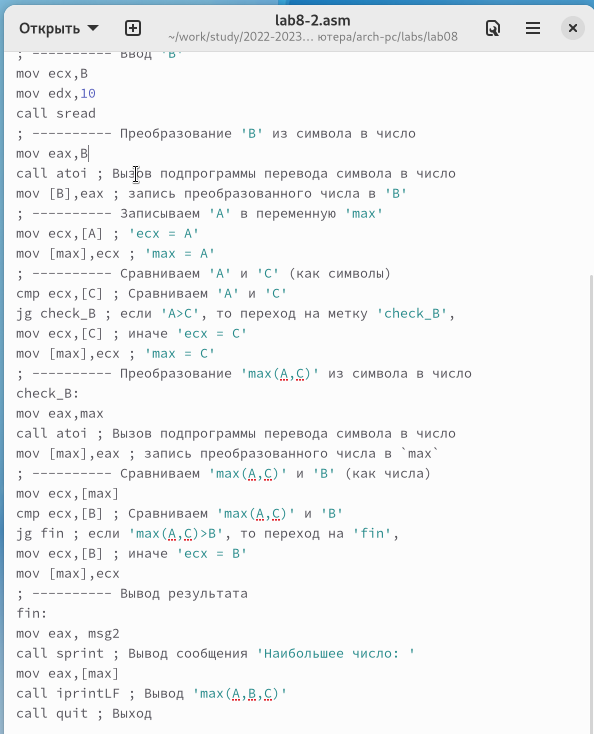 Открыть
lab8-2.asm
~/work/study/2022-2023… ютера/arch-pc/labs/lab08
; ---------- Ввод 'B'
mov ecx,B
mov edx,10
call sread
; ---------- Преобразование 'B' из символа в число
mov eax,B
call atoi ; Вызов подпрограммы перевода символа в число
mov [B],eax ; запись преобразованного числа в 'B'
; ---------- Записываем 'A' в переменную 'max'
mov ecx,[A] ; 'ecx = A'
mov [max],ecx ; 'max = A'
; ---------- Сравниваем 'A' и 'С' (как символы)
cmp ecx,[C] ; Сравниваем 'A' и 'С'
jg check_B ; если 'A>C', то переход на метку 'check_B',
mov ecx,[C] ; иначе 'ecx = C'
mov [max],ecx ; 'max = C'
; ---------- Преобразование 'max(A,C)' из символа в число
check_B:
mov eax,max
call atoi ; Вызов подпрограммы перевода символа в число
mov [max],eax ; запись преобразованного числа в `max`
; ---------- Сравниваем 'max(A,C)' и 'B' (как числа)
mov ecx,[max]
cmp ecx,[B] ; Сравниваем 'max(A,C)' и 'B'
jg fin ; если 'max(A,C)>B', то переход на 'fin',
mov ecx,[B] ; иначе 'ecx = B'
mov [max],ecx
; ---------- Вывод результата
fin:
mov eax, msg2
call sprint ; Вывод сообщения 'Наибольшее число: '
mov eax,[max]
call iprintLF ; Вывод 'max(A,B,C)'
call quit ; Выход